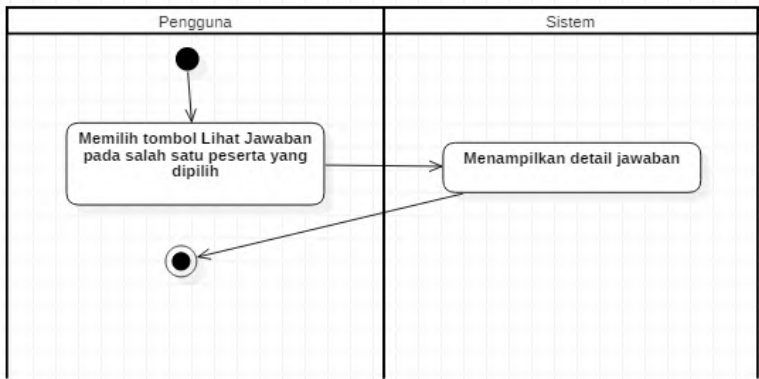 Pengguna
Sistem
Memilih tombol Lihat Jawaban
pada salah satu peserta yang
dipilih
Menampilkan detail jawaban